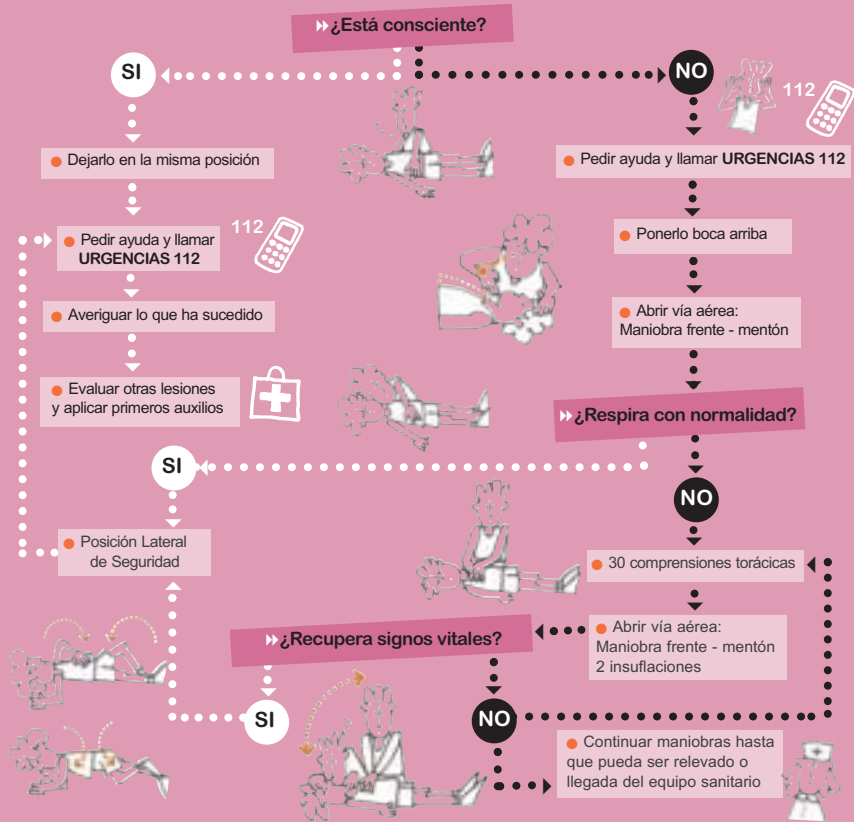 ¿Está consciente?
SI
NO
112
● Dejarlo en la misma posición
● Pedir ayuda y llamar URGENCIAS 112
● Pedir ayuda y llamar
URGENCIAS 112
112
● Ponerlo boca arriba
● Averiguar lo que ha sucedido
● Abrir vía aérea:
Maniobra frente - mentón
● Evaluar otras lesiones
y aplicar primeros auxilios
¿Respira con normalidad?
SI
NO
● Posición Lateral
de Seguridad
● 30 comprensiones torácicas
● Abrir vía aérea:
Maniobra frente - mentón
2 insuflaciones
¿Recupera signos vitales?
SI
NO
● Continuar maniobras hasta
que pueda ser relevado o
llegada del equipo sanitario